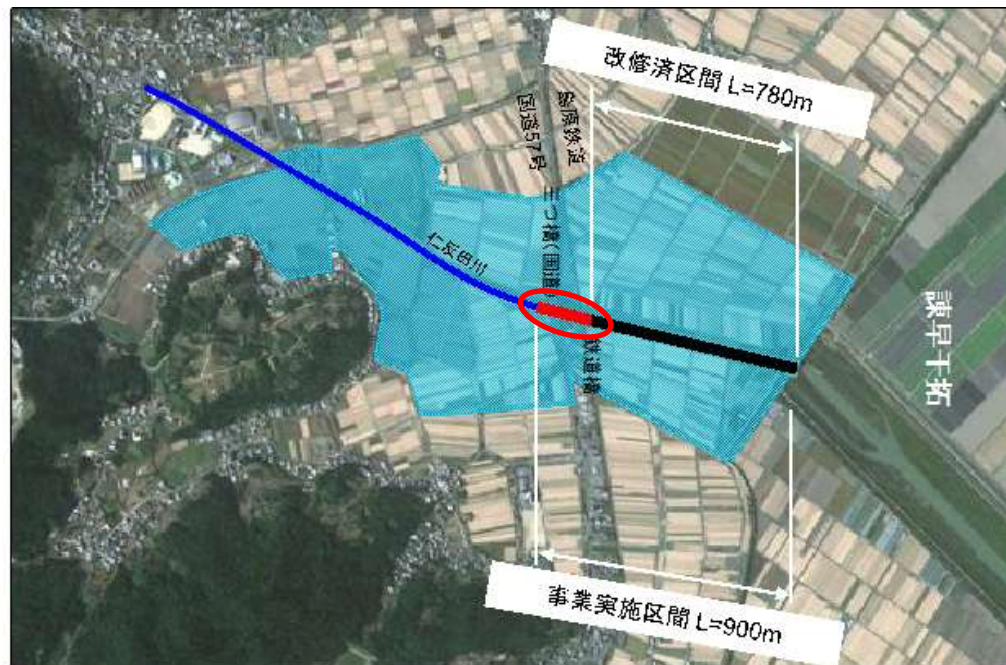 改修済区間 L=780m
島原鉄道
国道57号
三つ橋(国道)
仁反田川
鉄道橋
諫早干拓
事業実施区間 L=900m